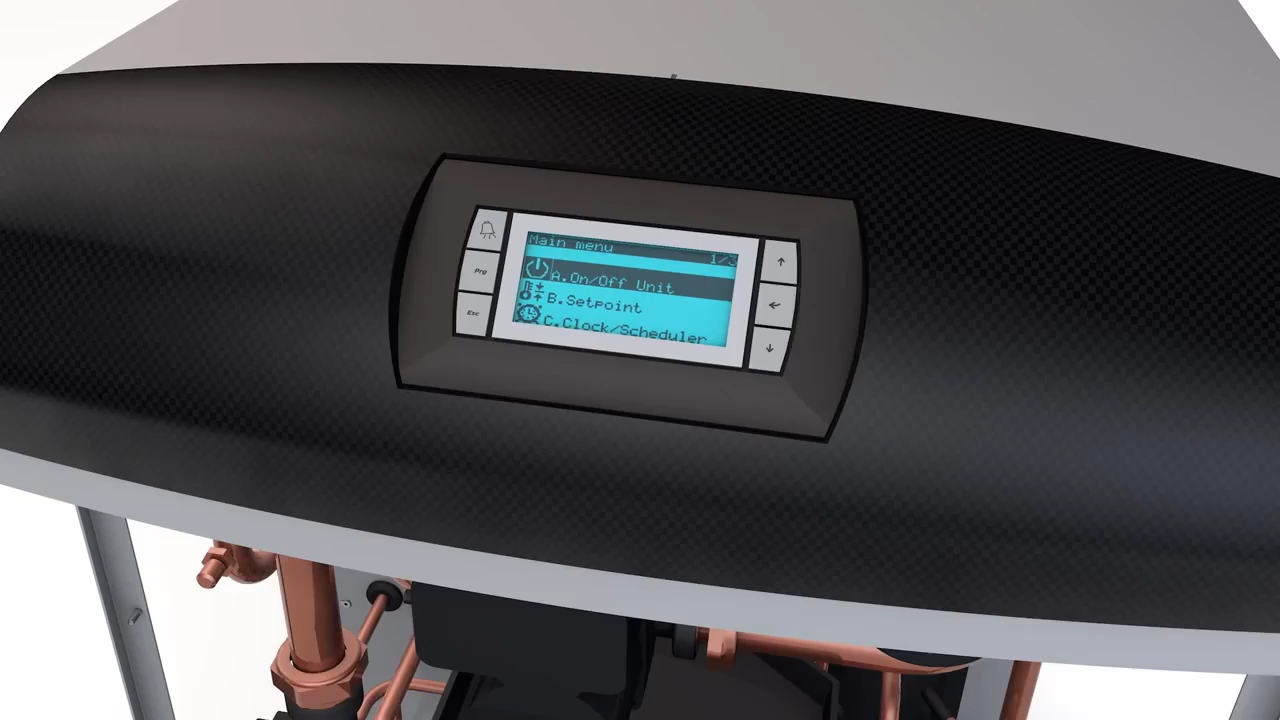 Main menu 1/3
A.On/Off Unit
Prg
B.Setpoint
Esc
C.Clock/Scheduler